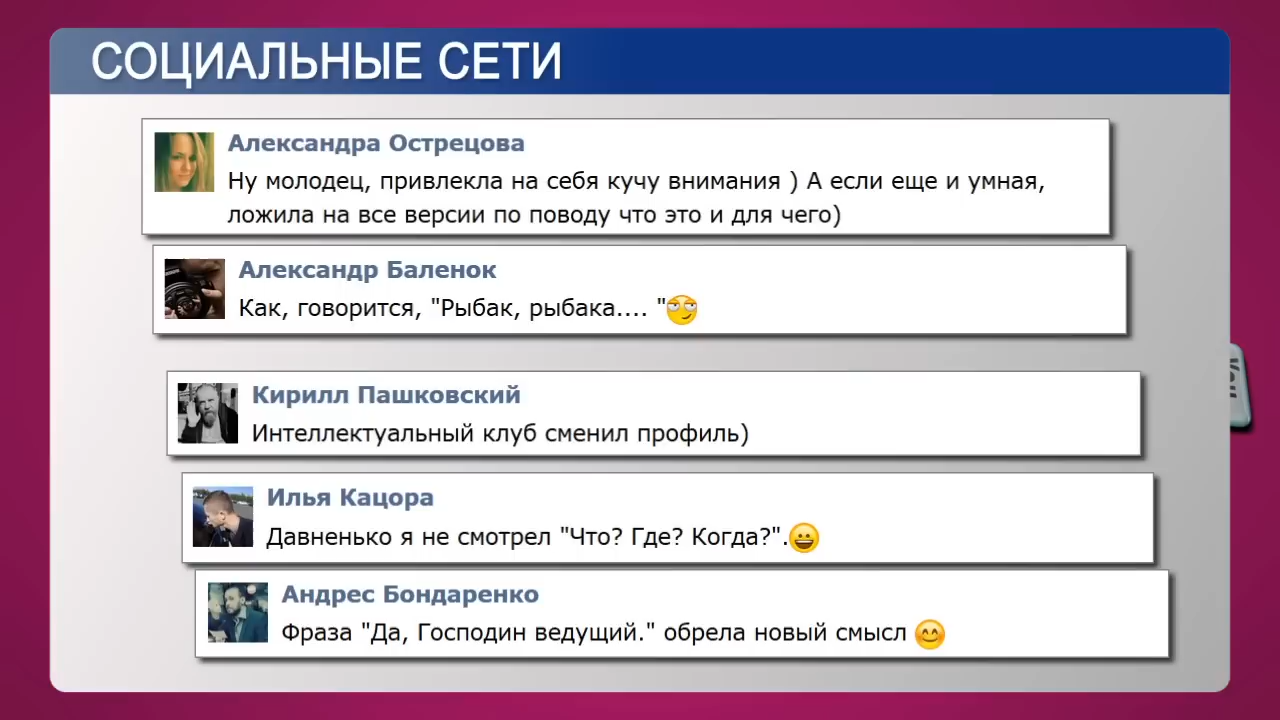 СОЦИАЛЬНЫЕ СЕТИ
Александра Острецова
Ну молодец, привлекла на себя кучу внимания ) А если еще и умная,
ложила на все версии по поводу что это и для чего)
Александр Баленок
Как, говорится, "Рыбак, рыбака.... "
Кирилл Пашковский
Интеллектуальный клуб сменил профиль)
Илья Кацора
Давненько я не смотрел "Что? Где? Когда?".
Андрес Бондаренко
Фраза "Да, Господин ведущий." обрела новый смысл